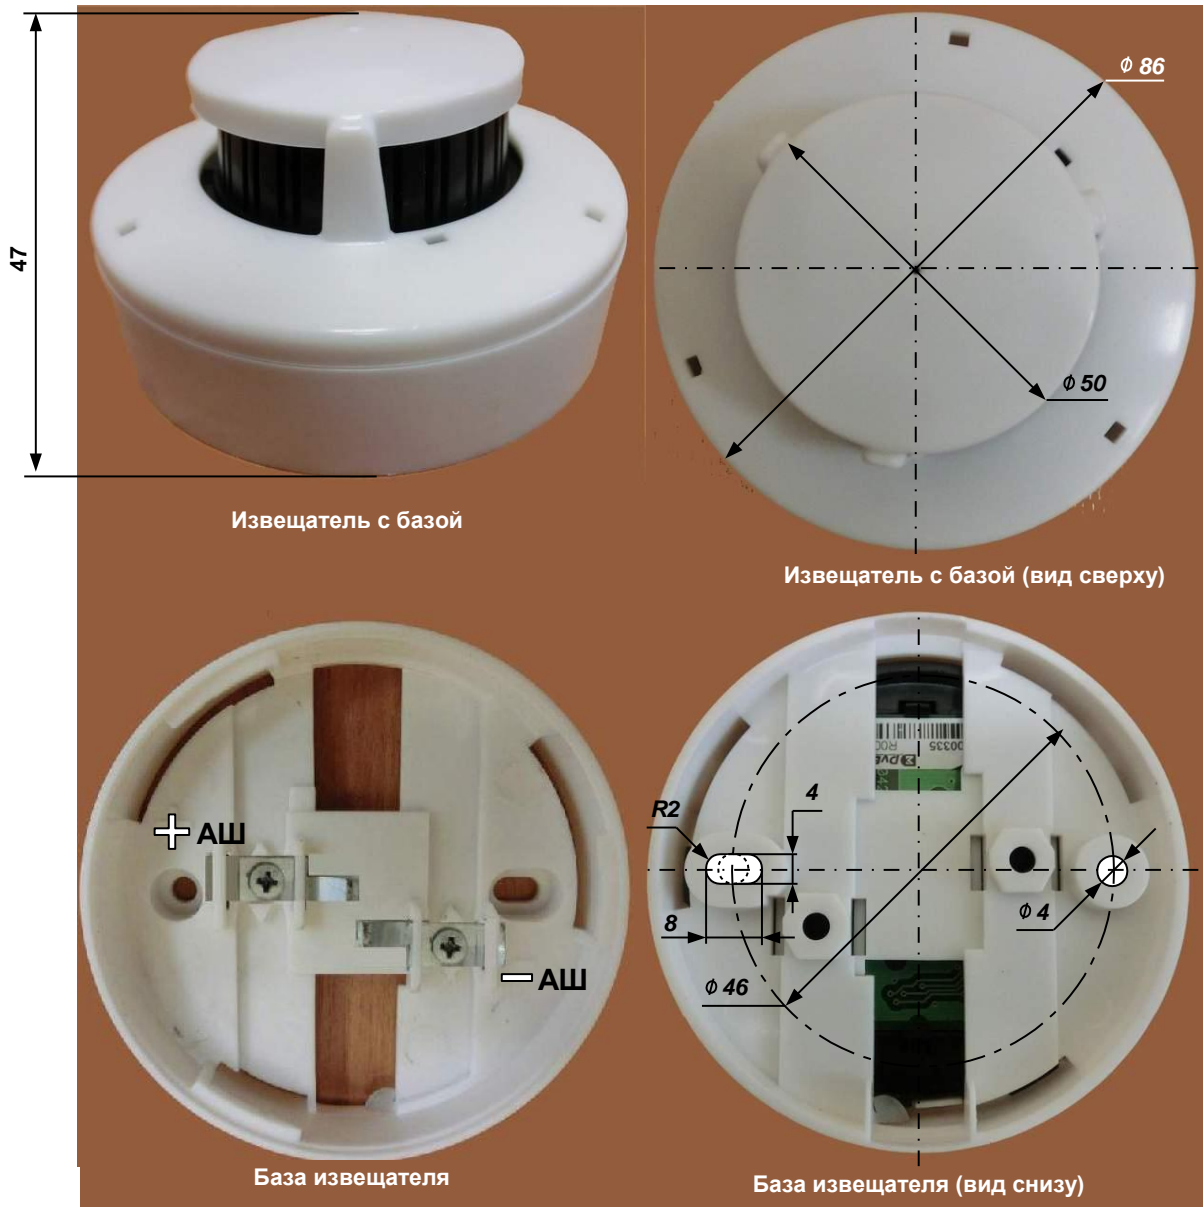 47
ϕ 86
ϕ 50
Извещатель с базой
Извещатель с базой (вид сверху)
+ АШ
− АШ
00335
R2
4
8
ϕ 4
ϕ 46
База извещателя
База извещателя (вид снизу)